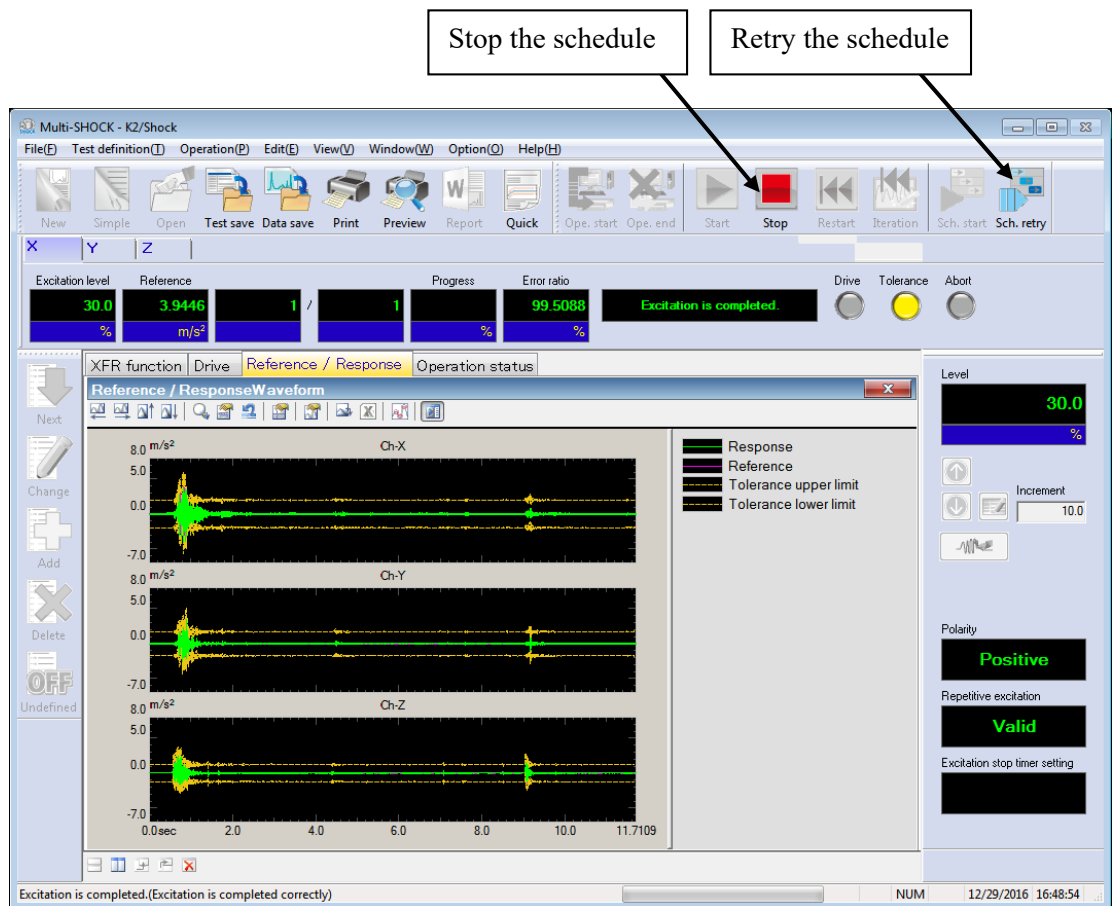 Stop the schedule
Retry the schedule
Multi-SHOCK - K2/Shock
File(F) Test definition(T) Operation(P) Edit(E) View(V) Window(W) Option(O) Help(H)
New Simple Open Test save Data save Print Preview Report Quick Ope. start Ope. end Start Stop Restart Iteration Sch. start Sch. retry
X Y Z
Excitation level Reference Progress Error ratio Drive Tolerance Abort
30.0 3.9446 1 / 1 99.5088 Excitation is completed.
% m/s² % %
XFR function Drive Reference / Response Operation status
Reference / ResponseWaveform
Next
Change
Add
Delete
OFF
Undefined
8.0 m/s² Ch-X
5.0
0.0
-7.0
8.0 m/s² Ch-Y
5.0
0.0
-7.0
8.0 m/s² Ch-Z
5.0
0.0
-7.0
0.0sec 2.0 4.0 6.0 8.0 10.0 11.7109
Response
Reference
Tolerance upper limit
Tolerance lower limit
Level
30.0
%
Increment
10.0
Polarity
Positive
Repetitive excitation
Valid
Excitation stop timer setting
Excitation is completed.(Excitation is completed correctly) NUM 12/29/2016 16:48:54